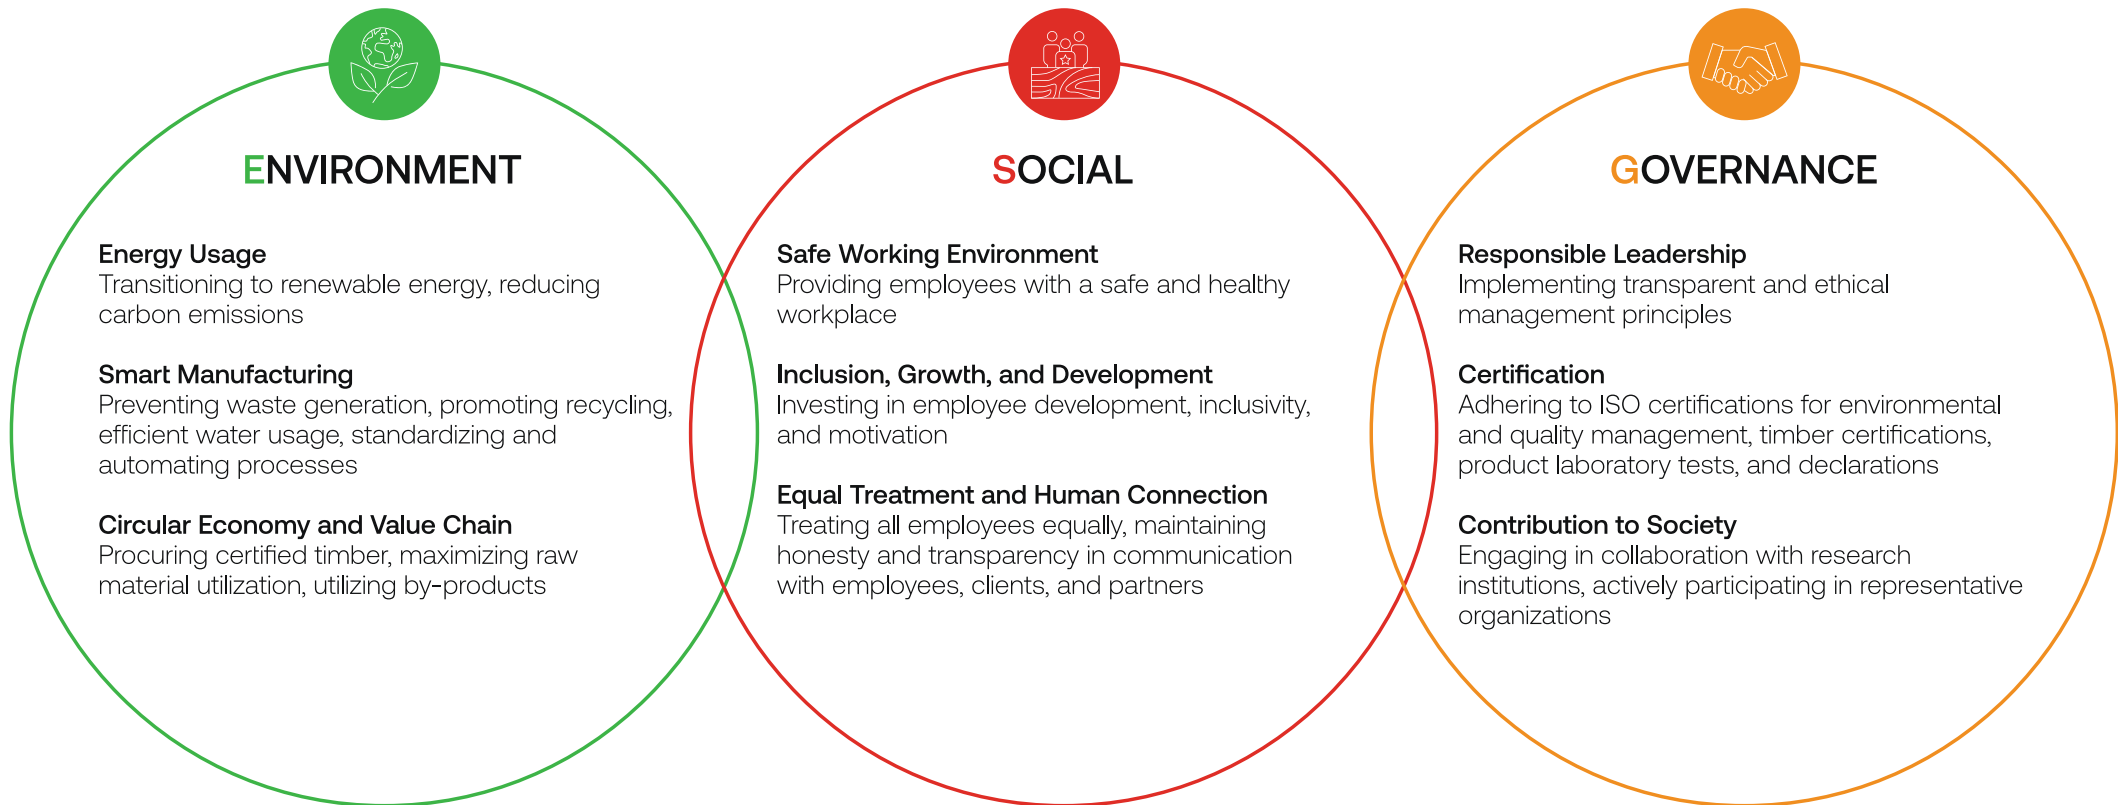 ENVIRONMENT
Energy Usage
Transitioning to renewable energy, reducing
carbon emissions
Smart Manufacturing
Preventing waste generation, promoting recycling,
efficient water usage, standardizing and
automating processes
Circular Economy and Value Chain
Procuring certified timber, maximizing raw
material utilization, utilizing by-products
SOCIAL
Safe Working Environment
Providing employees with a safe and healthy
workplace
Inclusion, Growth, and Development
Investing in employee development, inclusivity,
and motivation
Equal Treatment and Human Connection
Treating all employees equally, maintaining
honesty and transparency in communication
with employees, clients, and partners
GOVERNANCE
Responsible Leadership
Implementing transparent and ethical
management principles
Certification
Adhering to ISO certifications for environmental
and quality management, timber certifications,
product laboratory tests, and declarations
Contribution to Society
Engaging in collaboration with research
institutions, actively participating in representative
organizations